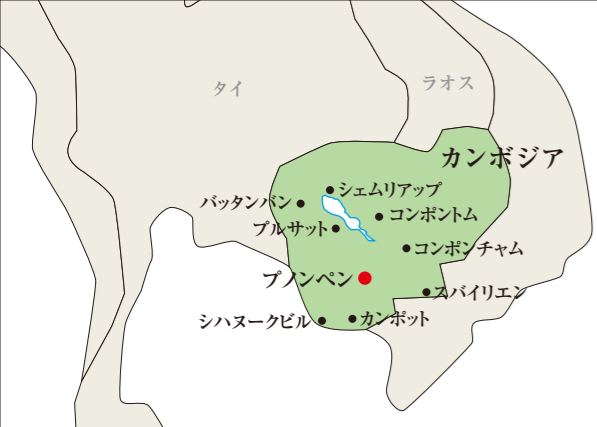 タイ
ラオス
カンボジア
シェムリアップ
バッタンバン
コンポントム
プルサット
コンポンチャム
プノンペン
スバイリエン
シハヌークビル
カンポット